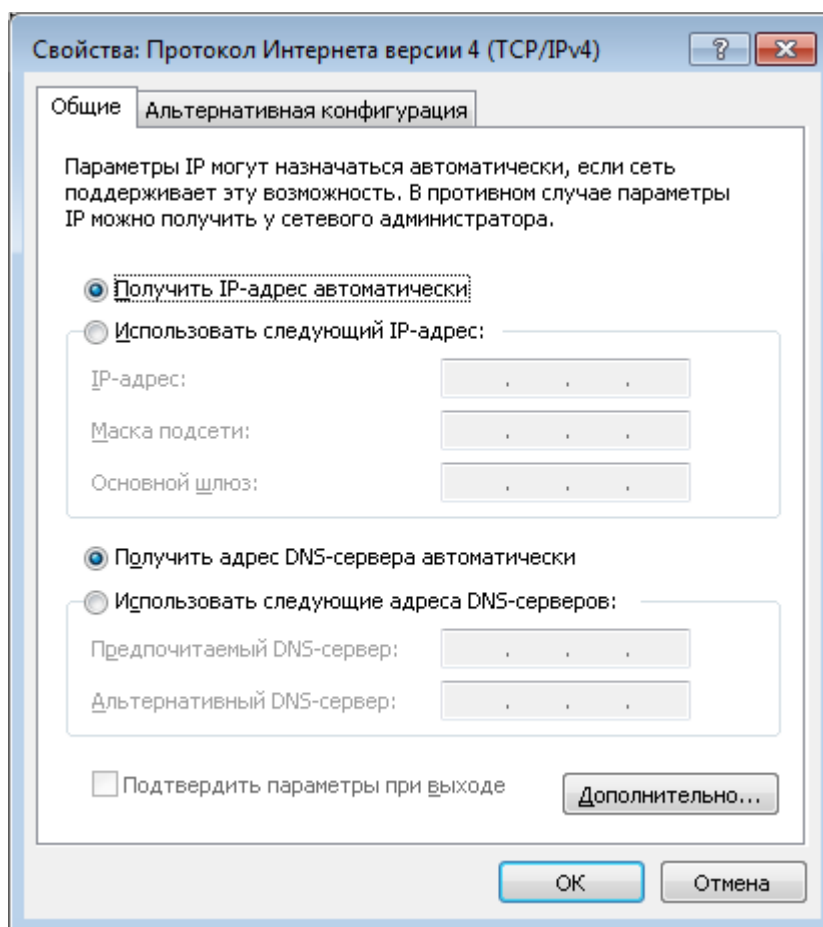 Свойства: Протокол Интернета версии 4 (TCP/IPv4)
Общие
Альтернативная конфигурация
Параметры IP могут назначаться автоматически, если сеть
поддерживает эту возможность. В противном случае параметры
IP можно получить у сетевого администратора.
Получить IP-адрес автоматически
Использовать следующий IP-адрес:
IP-адрес:
Маска подсети:
Основной шлюз:
Получить адрес DNS-сервера автоматически
Использовать следующие адреса DNS-серверов:
Предпочитаемый DNS-сервер:
Альтернативный DNS-сервер:
Подтвердить параметры при выходе
Дополнительно...
ОК
Отмена